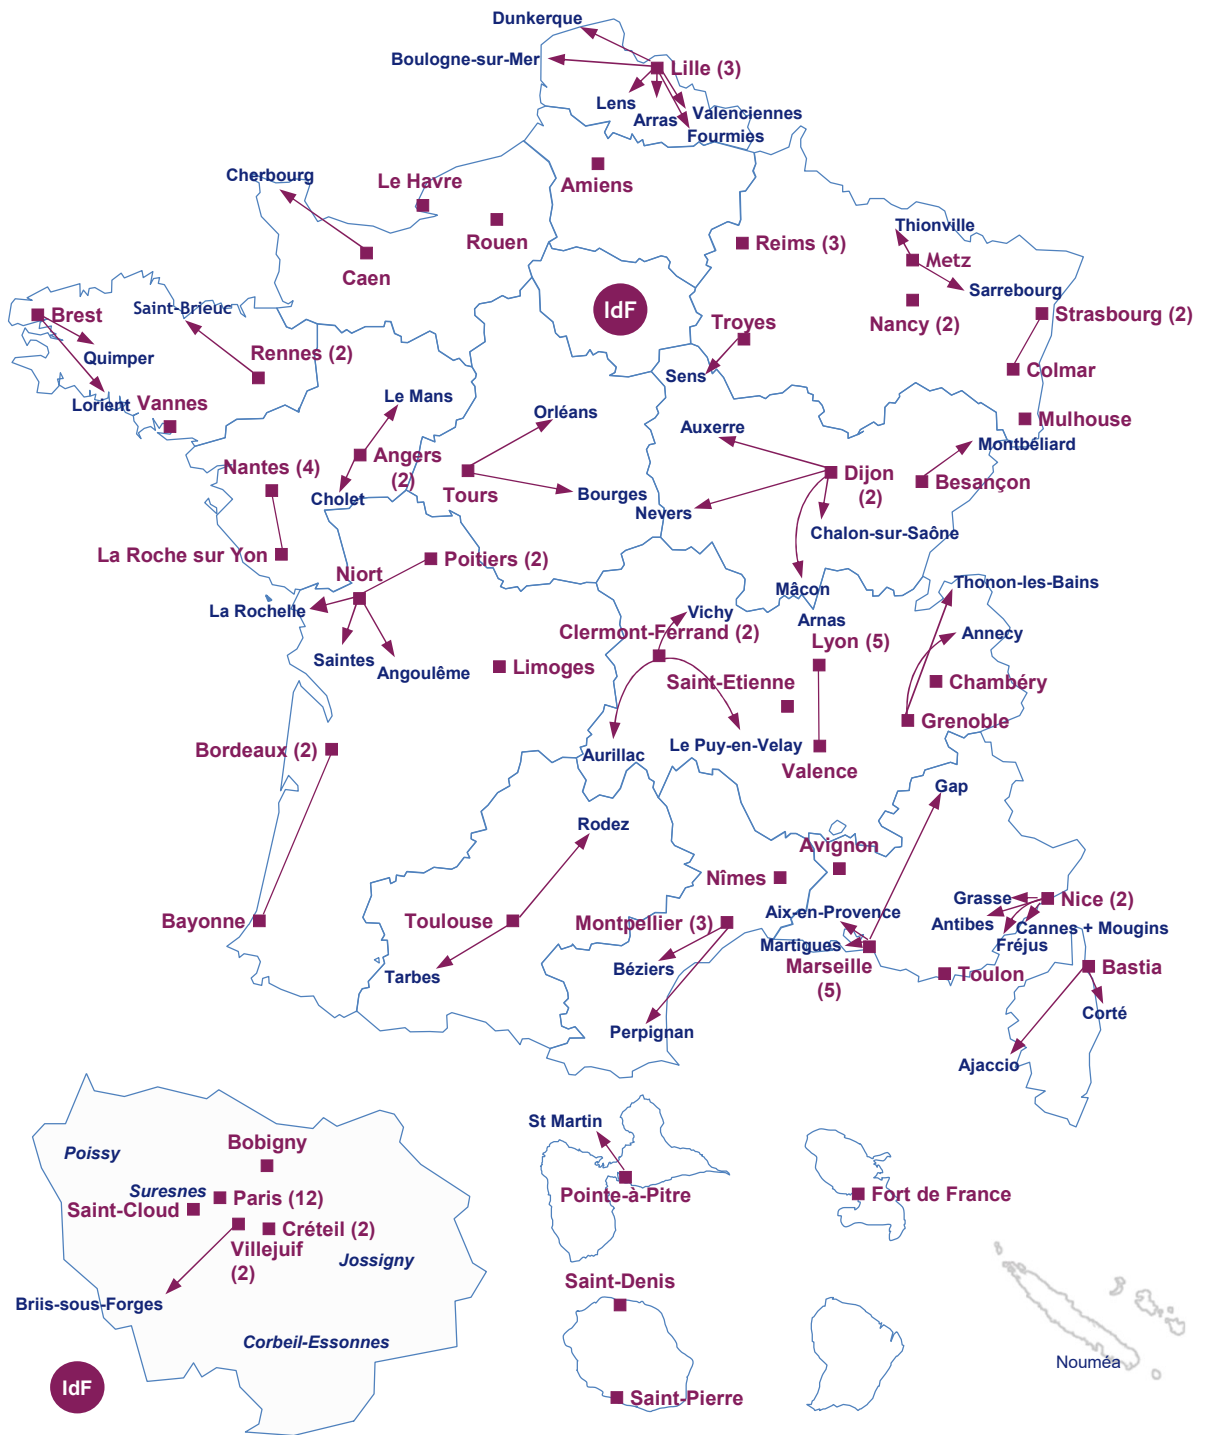 Dunkerque
Boulogne-sur-Mer
Lille (3)
Lens
Arras
Valenciennes
Fourmies
Cherbourg
Le Havre
Amiens
Rouen
Caen
Reims (3)
Thionville
Metz
Sarrebourg
Nancy (2)
Strasbourg (2)
Colmar
Mulhouse
IdF
Troyes
Sens
Brest
Saint-Brieuc
Quimper
Rennes (2)
Lorient
Vannes
Le Mans
Angers
(2)
Cholet
Nantes (4)
La Roche sur Yon
Orléans
Tours
Bourges
Auxerre
Nevers
Dijon
(2)
Chalon-sur-Saône
Mâcon
Montbéliard
Besançon
Niort
Poitiers (2)
La Rochelle
Saintes
Angoulême
Limoges
Vichy
Clermont-Ferrand (2)
Aurillac
Le Puy-en-Velay
Arnas
Lyon (5)
Saint-Etienne
Valence
Thonon-les-Bains
Annecy
Chambéry
Grenoble
Bordeaux (2)
Bayonne
Rodez
Toulouse
Tarbes
Nîmes
Montpellier (3)
Béziers
Perpignan
Gap
Avignon
Aix-en-Provence
Martigues
Marseille
(5)
Toulon
Grasse
Nice (2)
Antibes
Cannes + Mougins
Fréjus
Bastia
Corté
Ajaccio
Poissy
Bobigny
Suresnes
Paris (12)
Saint-Cloud
Créteil (2)
Villejuif
(2)
Jossigny
Briis-sous-Forges
Corbeil-Essonnes
IdF
St Martin
Pointe-à-Pitre
Fort de France
Saint-Denis
Saint-Pierre
Nouméa